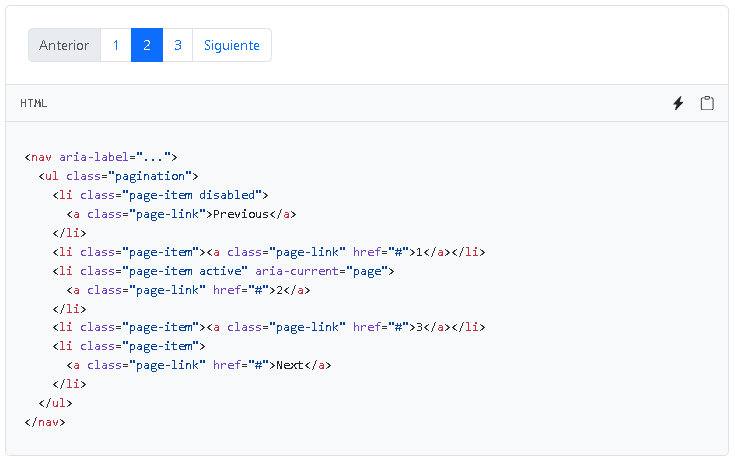 Anterior 1 2 3 Siguiente
HTML
<nav aria-label="...">
  <ul class="pagination">
    <li class="page-item disabled">
      <a class="page-link">Previous</a>
    </li>
    <li class="page-item"><a class="page-link" href="#">1</a></li>
    <li class="page-item active" aria-current="page">
      <a class="page-link" href="#">2</a>
    </li>
    <li class="page-item"><a class="page-link" href="#">3</a></li>
    <li class="page-item">
      <a class="page-link" href="#">Next</a>
    </li>
  </ul>
</nav>